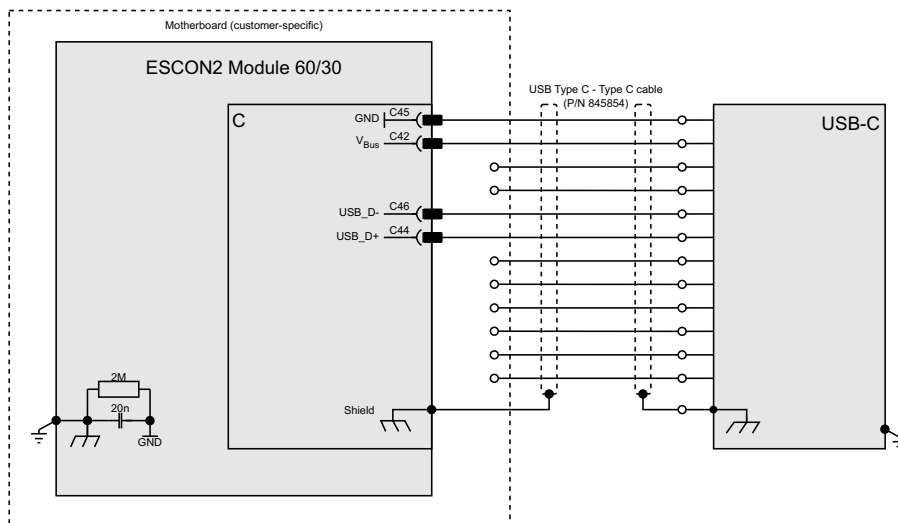 Motherboard (customer-specific)
ESCON2 Module 60/30
USB Type C - Type C cable
(P/N 845854)
C
USB-C
GND
C45
VBus
C42
USB_D-
C46
USB_D+
C44
2M
20n
GND
Shield